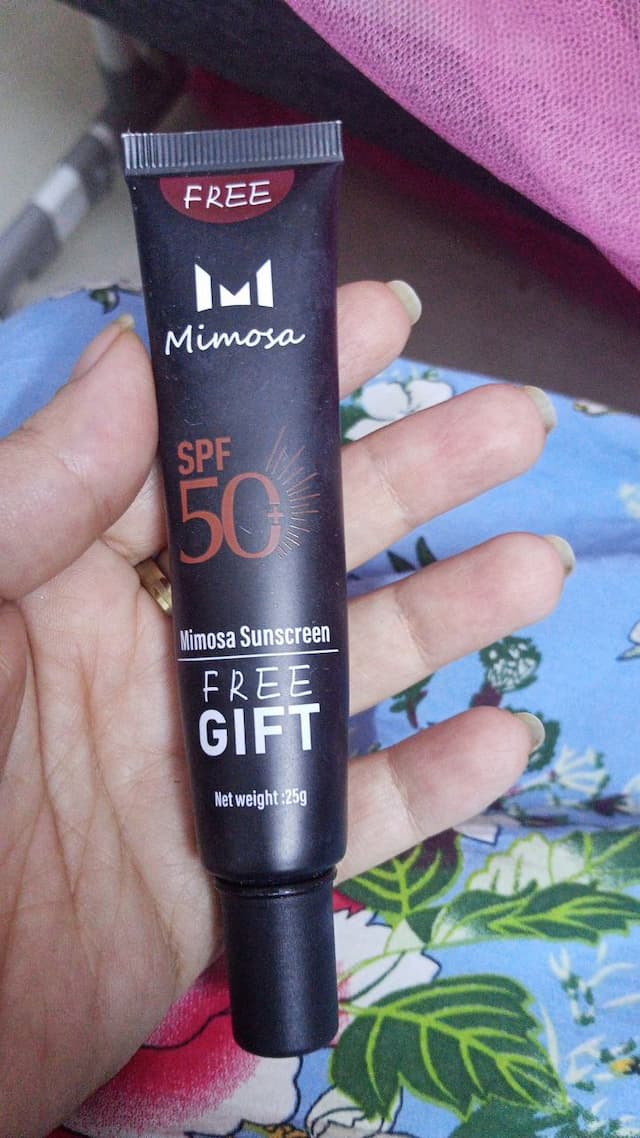 FREE
Mimosa
SPF
50+
Mimosa Sunscreen
FREE
GIFT
Net weight :25g